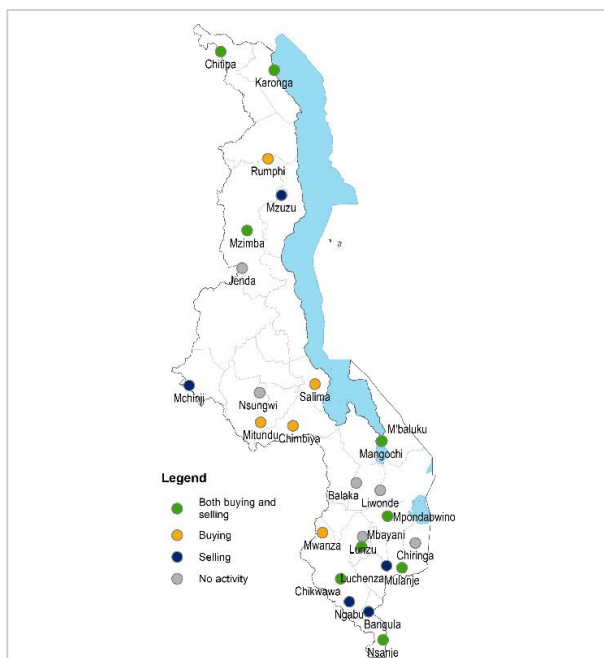 Chitipa
Karonga
Rumphi
Mzuzu
Mzimba
Jenda
Mchinji
Nsungwi
Salima
Mitundu
Chimbiya
M'baluku
Mangochi
Legend
Both buying and
selling
Buying
Selling
No activity
Balaka
Liwonde
Mpondabwino
Mwanza
Mbayani
Lunzu
Chiringa
Luchenza
Mulanje
Chikwawa
Ngabu
Bangula
Nsanje